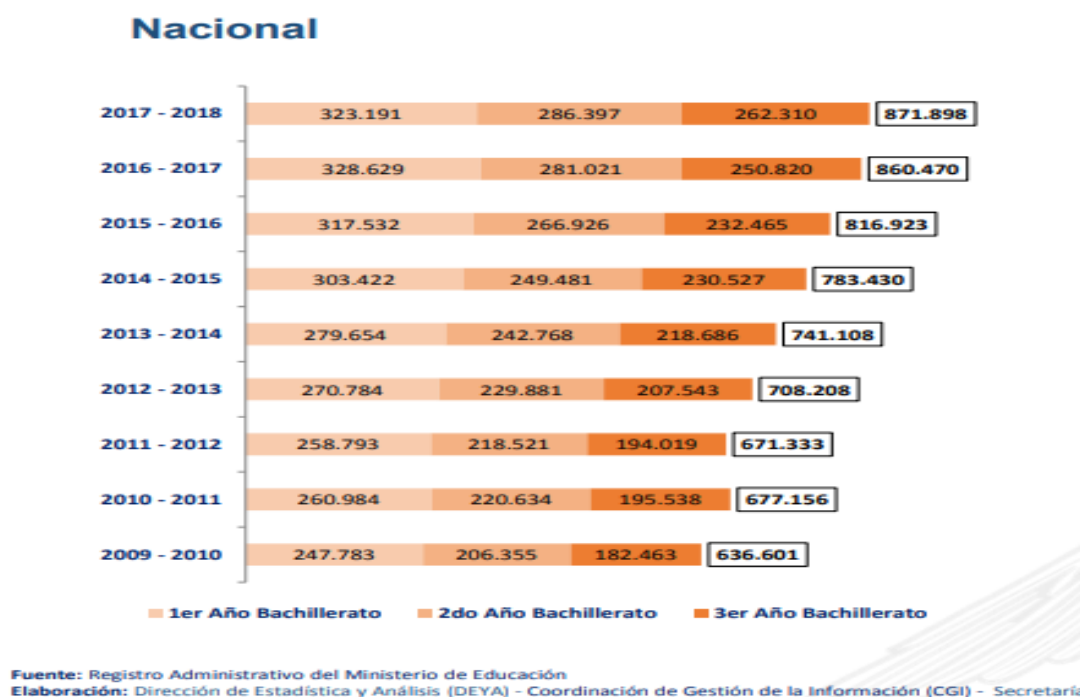 Nacional
2017 - 2018 323.191 286.397 262.310 871.898
2016 - 2017 328.629 281.021 250.820 860.470
2015 - 2016 317.532 266.926 232.465 816.923
2014 - 2015 303.422 249.481 230.527 783.430
2013 - 2014 279.654 242.768 218.686 741.108
2012 - 2013 270.784 229.881 207.543 708.208
2011 - 2012 258.793 218.521 194.019 671.333
2010 - 2011 260.984 220.634 195.538 677.156
2009 - 2010 247.783 206.355 182.463 636.601
1er Año Bachillerato 2do Año Bachillerato 3er Año Bachillerato
Fuente: Registro Administrativo del Ministerio de Educación
Elaboración: Dirección de Estadística y Análisis (DEYA) - Coordinación de Gestión de la Información (CGI) - Secretaría